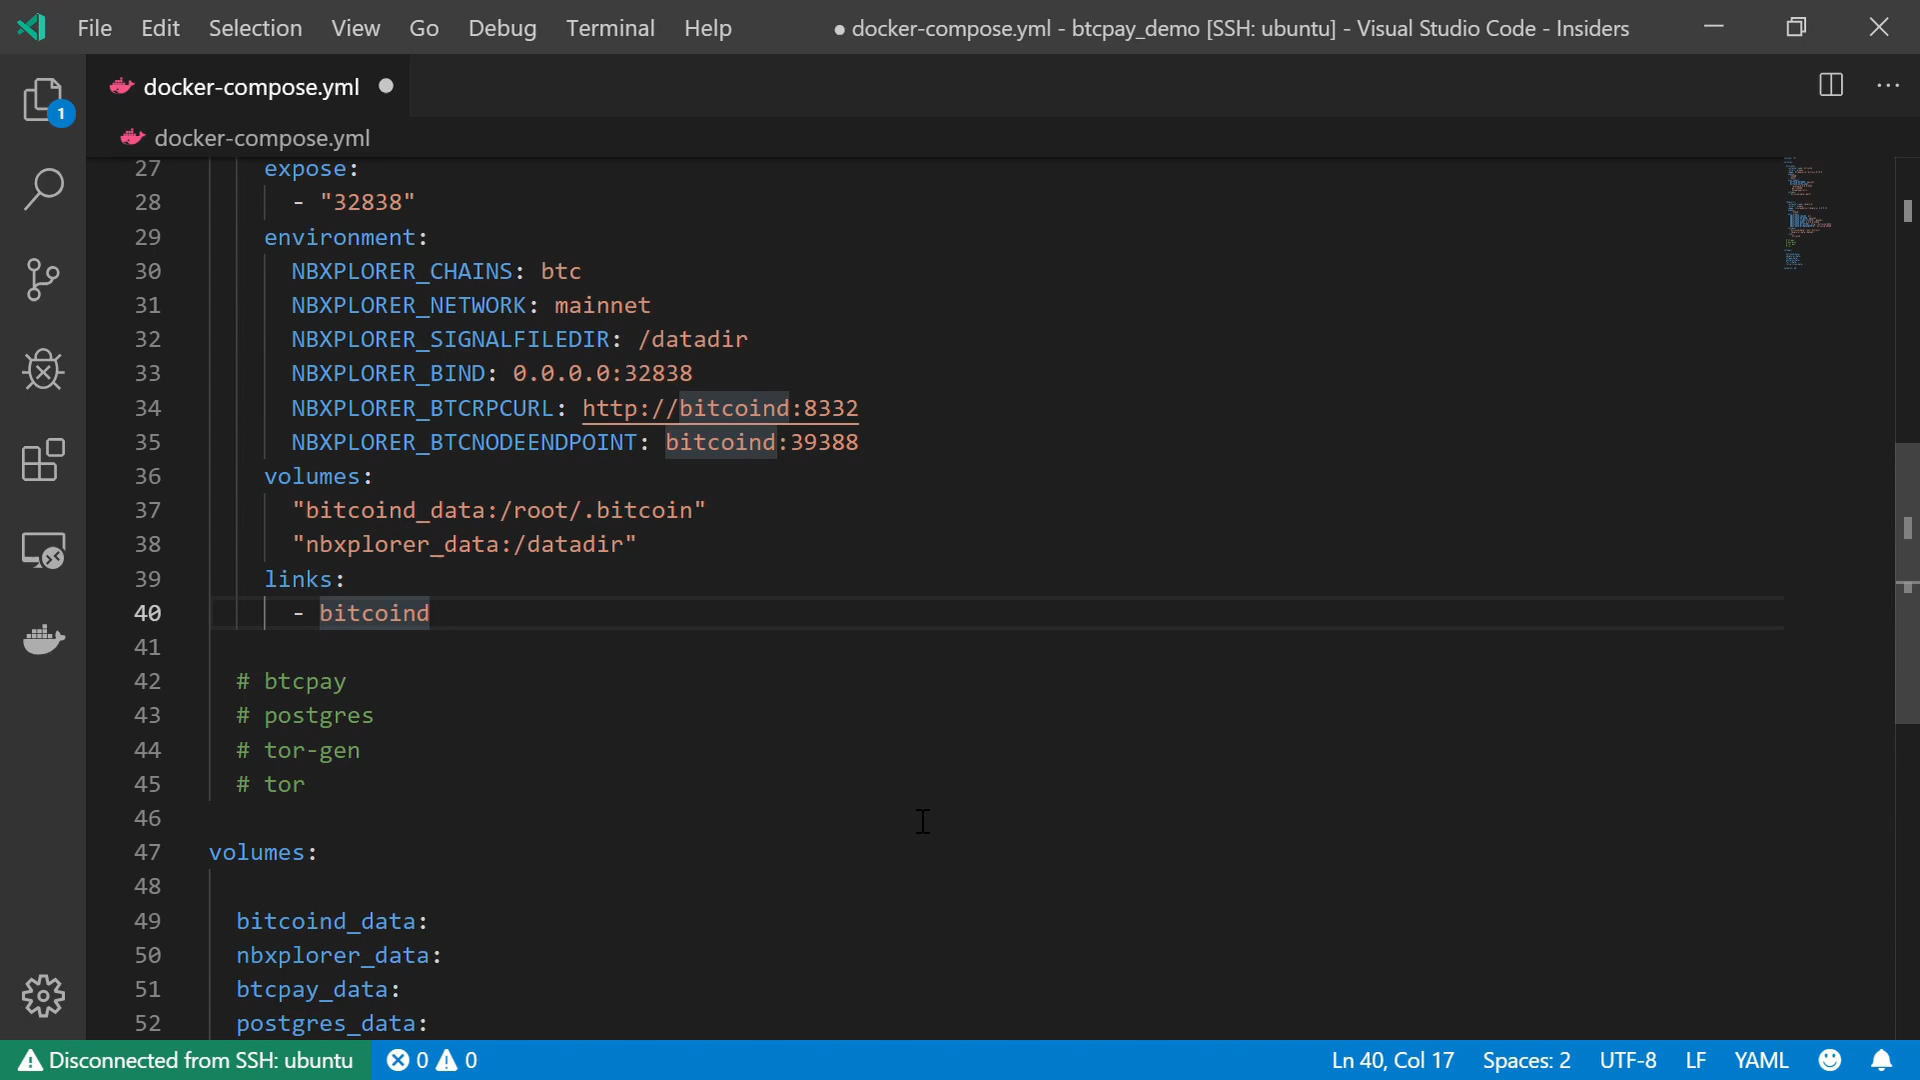 File Edit Selection View Go Debug Terminal Help ● docker-compose.yml - btcpay_demo [SSH: ubuntu] - Visual Studio Code - Insiders
1
docker-compose.yml ●
docker-compose.yml
27 expose:
28 - "32838"
29 environment:
30 NBXPLORER_CHAINS: btc
31 NBXPLORER_NETWORK: mainnet
32 NBXPLORER_SIGNALFILEDIR: /datadir
33 NBXPLORER_BIND: 0.0.0.0:32838
34 NBXPLORER_BTCRPCURL: http://bitcoind:8332
35 NBXPLORER_BTCNODEENDPOINT: bitcoind:39388
36 volumes:
37 "bitcoind_data:/root/.bitcoin"
38 "nbxplorer_data:/datadir"
39 links:
40 - bitcoind
41
42 # btcpay
43 # postgres
44 # tor-gen
45 # tor
46
47 volumes:
48
49 bitcoind_data:
50 nbxplorer_data:
51 btcpay_data:
52 postgres_data:
Disconnected from SSH: ubuntu 0 0 Ln 40, Col 17 Spaces: 2 UTF-8 LF YAML